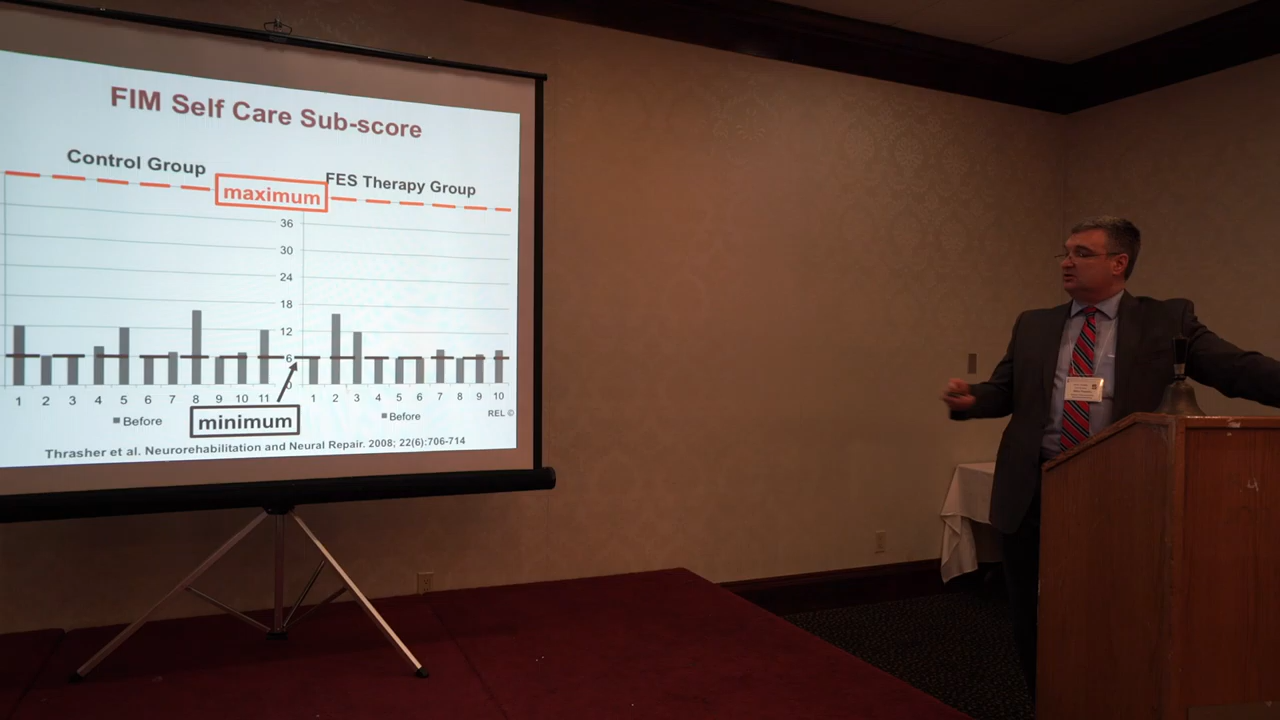 FIM Self Care Sub-score
Control Group
maximum
FES Therapy Group
36
30
24
18
12
6
0
1 2 3 4 5 6 7 8 9 10 11
1 2 3 4 5 6 7 8 9 10
Before
minimum
Before
REL ©
Thrasher et al. Neurorehabilitation and Neural Repair. 2008; 22(6):706-714